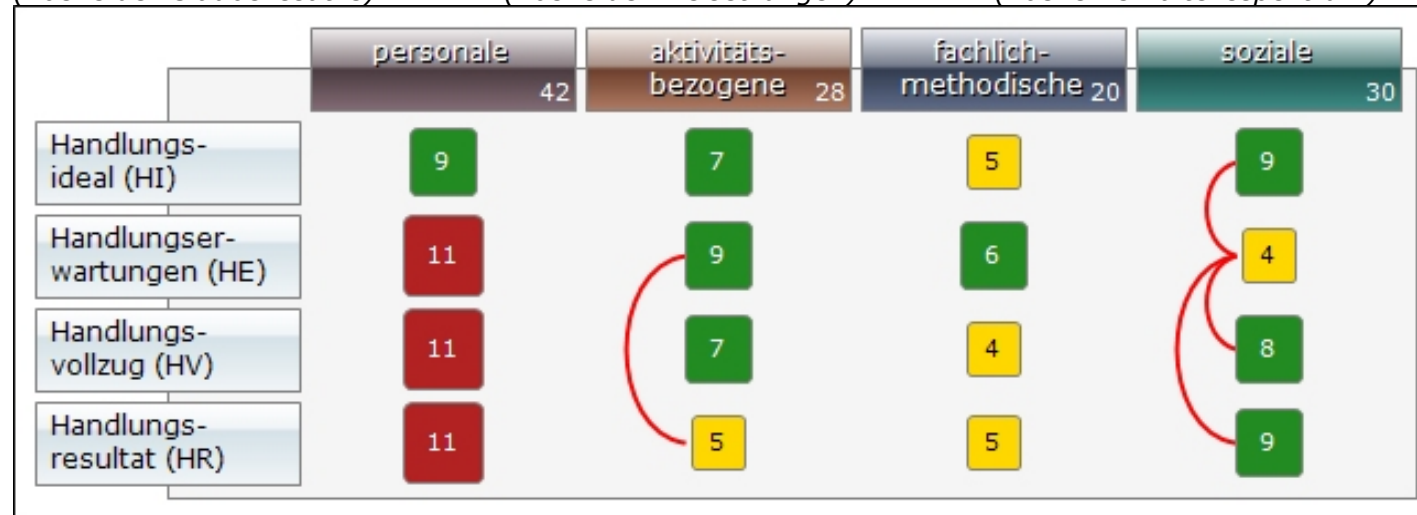 personale
42
aktivitäts-
bezogene 28
fachlich-
methodische 20
soziale
30
Handlungs-
ideal (HI)
9 7 5 9
Handlungser-
wartungen (HE)
11 9 6 4
Handlungs-
vollzug (HV)
11 7 4 8
Handlungs-
resultat (HR)
11 5 5 9